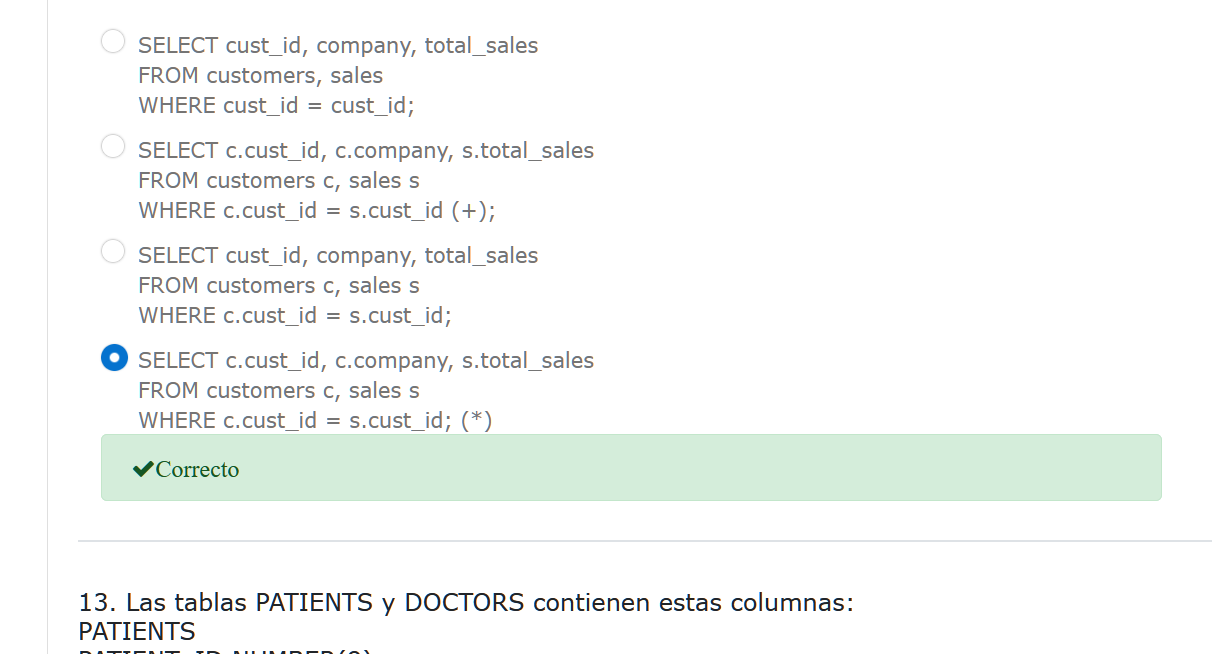 SELECT cust_id, company, total_sales
FROM customers, sales
WHERE cust_id = cust_id;
SELECT c.cust_id, c.company, s.total_sales
FROM customers c, sales s
WHERE c.cust_id = s.cust_id (+);
SELECT cust_id, company, total_sales
FROM customers c, sales s
WHERE c.cust_id = s.cust_id;
SELECT c.cust_id, c.company, s.total_sales
FROM customers c, sales s
WHERE c.cust_id = s.cust_id; (*)
Correcto
13. Las tablas PATIENTS y DOCTORS contienen estas columnas:
PATIENTS